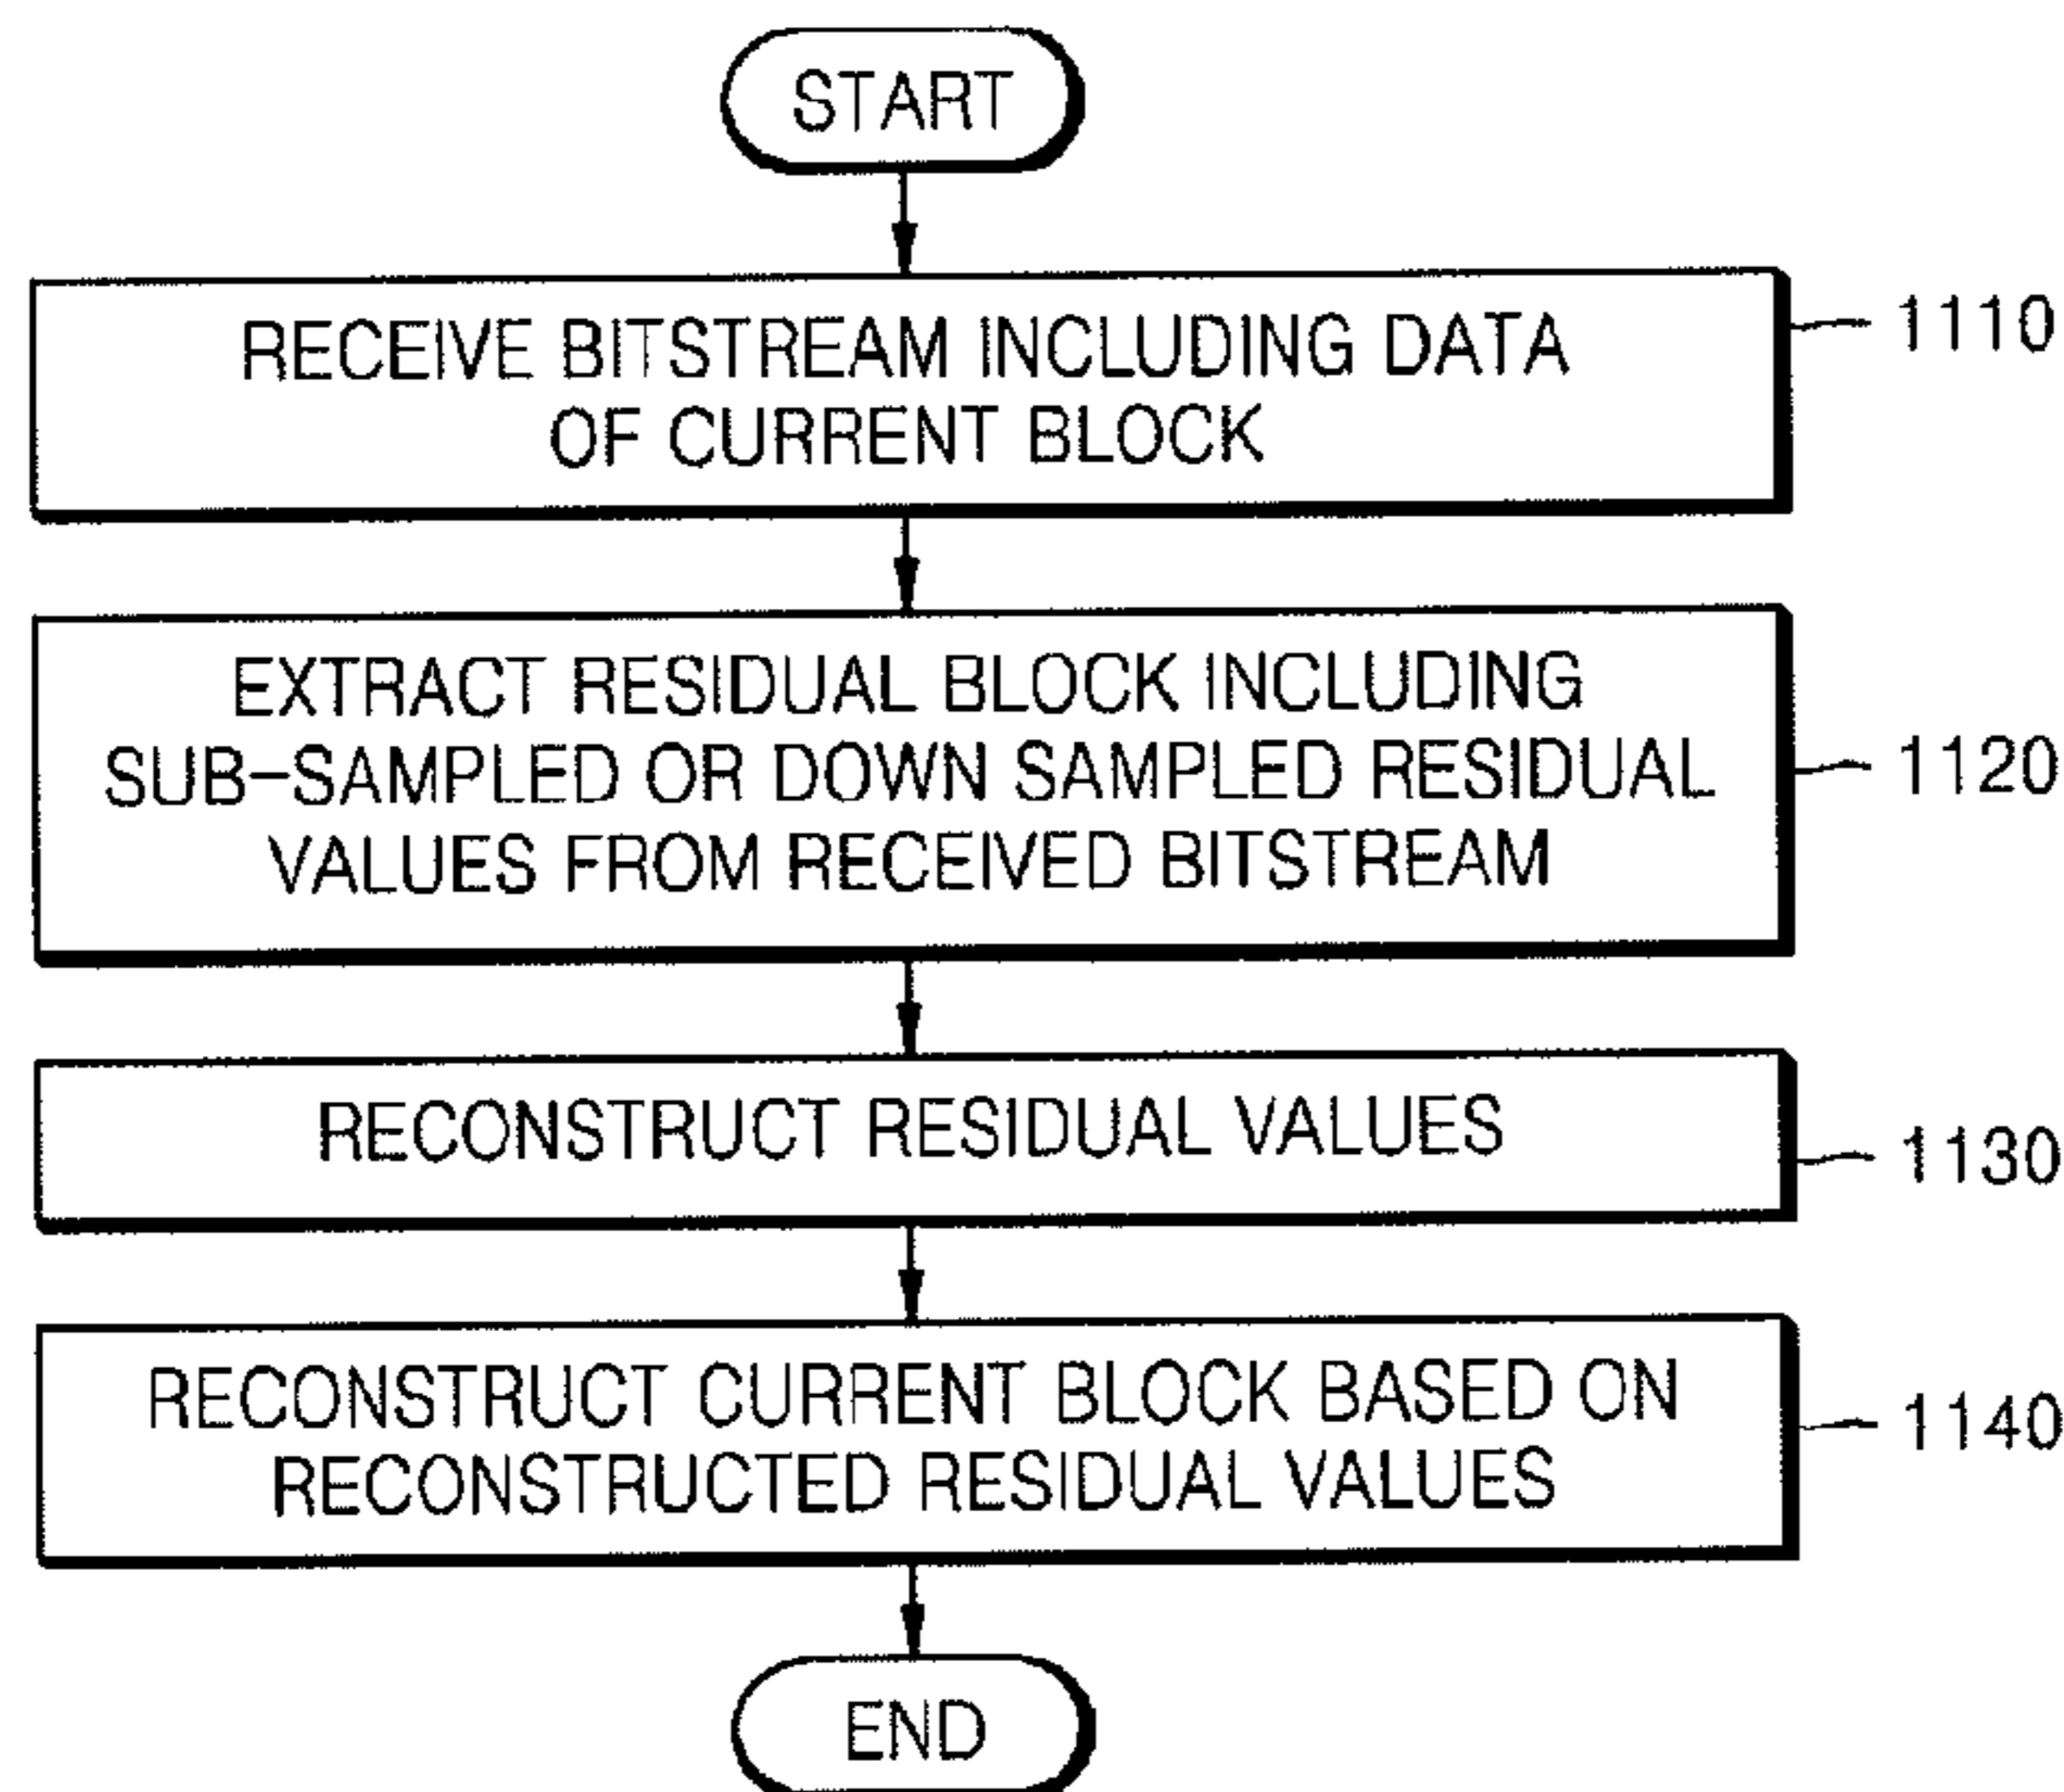 START
RECEIVE BITSTREAM INCLUDING DATA
OF CURRENT BLOCK
1110
EXTRACT RESIDUAL BLOCK INCLUDING
SUB-SAMPLED OR DOWN SAMPLED RESIDUAL
VALUES FROM RECEIVED BITSTREAM
1120
RECONSTRUCT RESIDUAL VALUES
1130
RECONSTRUCT CURRENT BLOCK BASED ON
RECONSTRUCTED RESIDUAL VALUES
1140
END